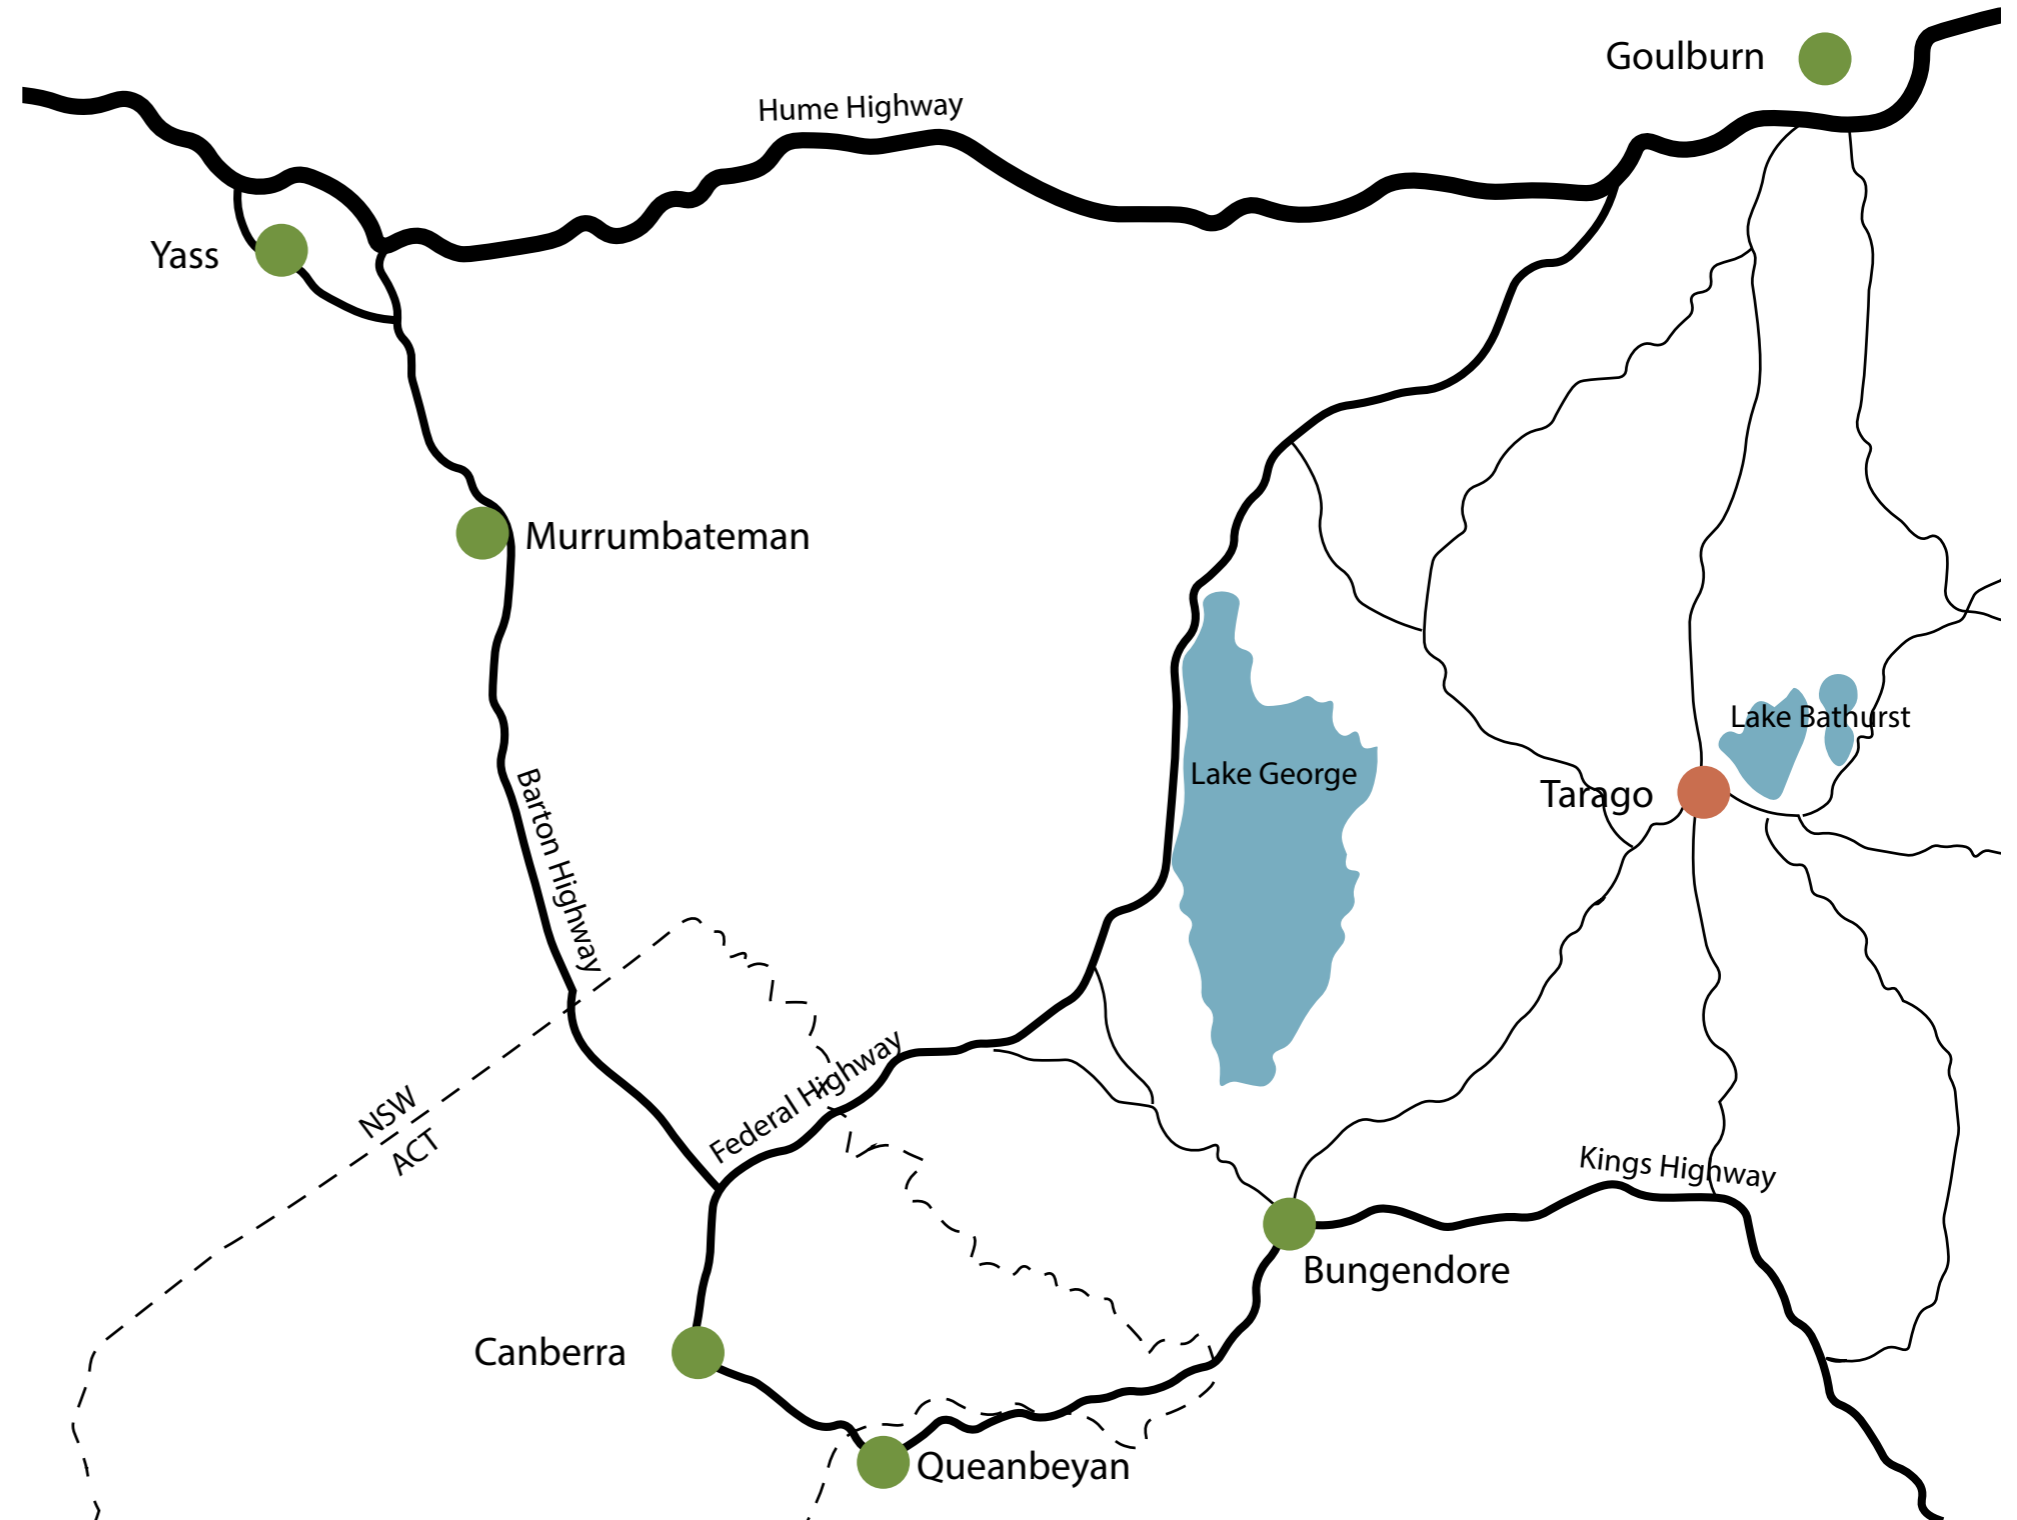 Goulburn
Hume Highway
Yass
Murrumbateman
Lake Bathurst
Lake George
Tarago
Barton Highway
Federal Highway
NSW
ACT
Kings Highway
Bungendore
Canberra
Queanbeyan